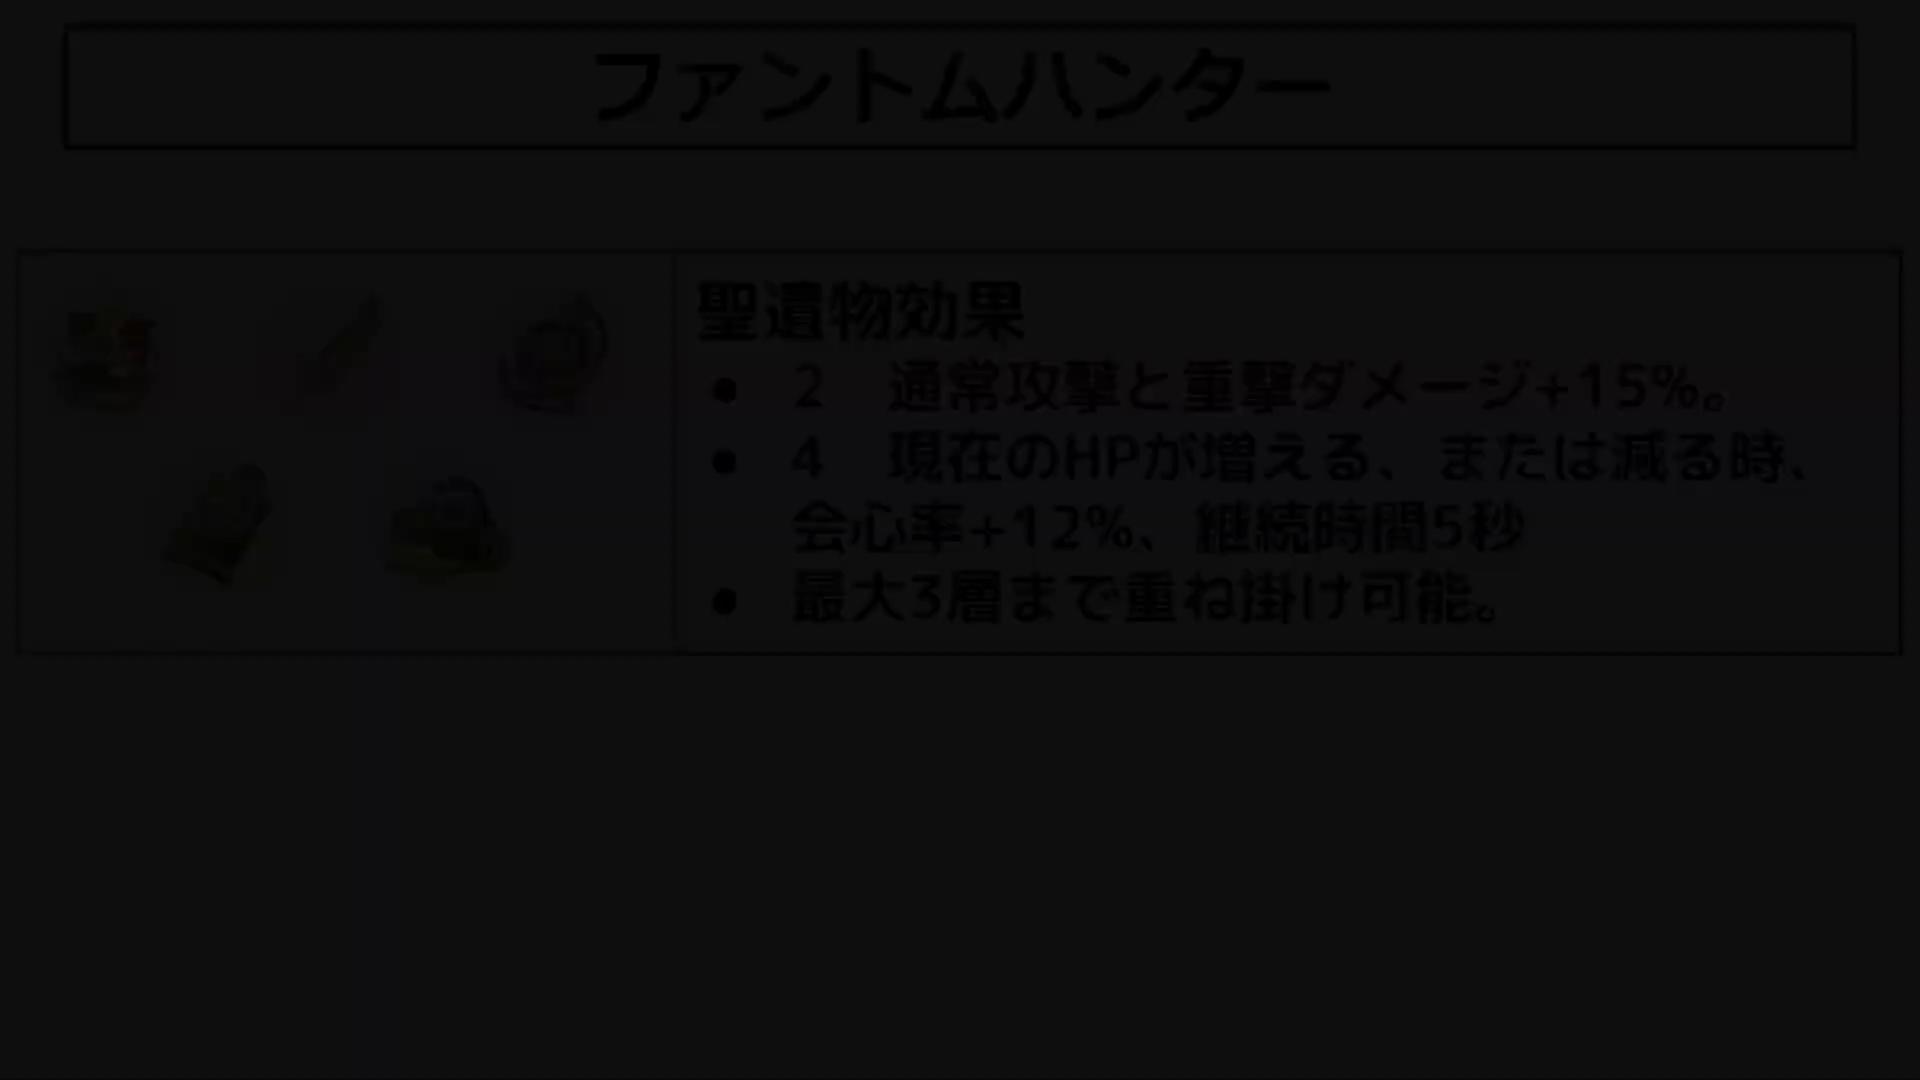 ファントムハンター
聖遺物効果
● 2 通常攻撃と重撃ダメージ+15%。
● 4 現在のHPが増える、または減る時、
会心率+12%、継続時間5秒
● 最大3層まで重ね掛け可能。